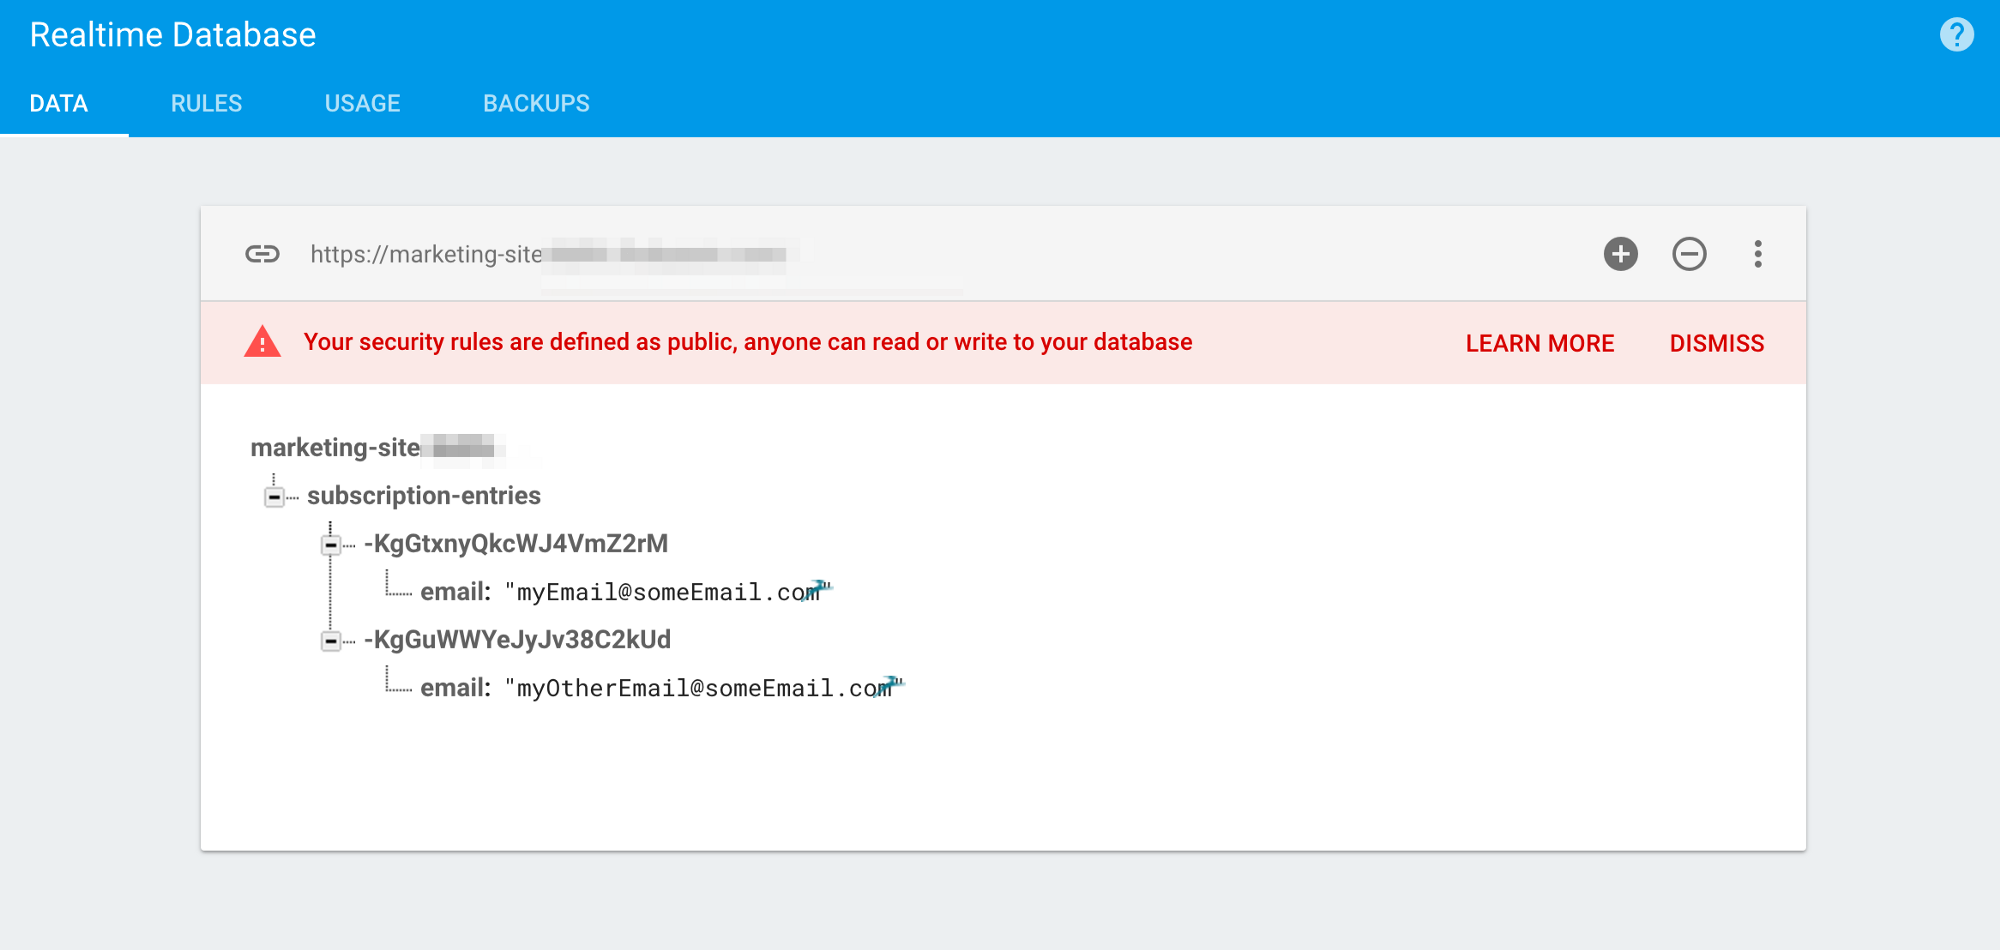 Realtime Database
?
DATA RULES USAGE BACKUPS
https://marketing-site
Your security rules are defined as public, anyone can read or write to your database LEARN MORE DISMISS
marketing-site
subscription-entries
-KgGtxnyQkcWJ4VmZ2rM
email: "myEmail@someEmail.com"
-KgGuWWYeJyJv38C2kUd
email: "myOtherEmail@someEmail.com"